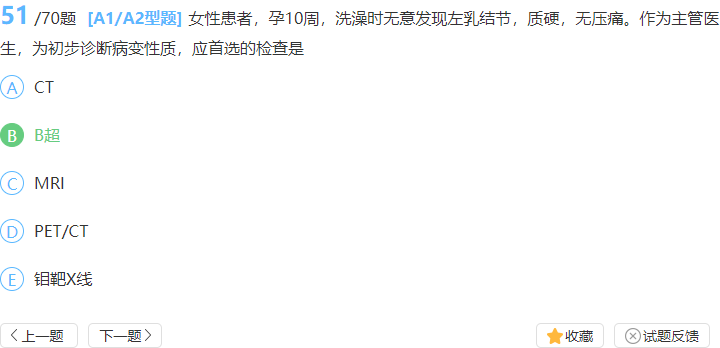 51 /70题 [A1/A2型题] 女性患者，孕10周，洗澡时无意发现左乳结节，质硬，无压痛。作为主管医
生，为初步诊断病变性质，应首选的检查是
A CT
B B超
C MRI
D PET/CT
E 钼靶X线
上一题 下一题 收藏 试题反馈